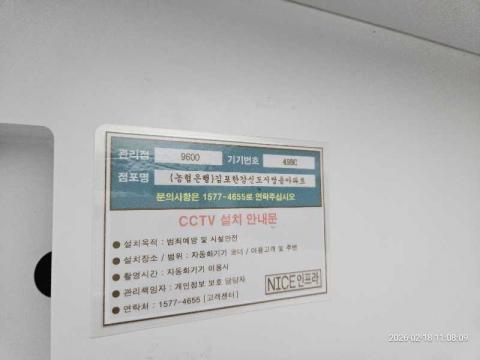 관리점 9600 기기번호 498C
점포명 (농협은행)김포한강신도시쌍용아파트
문의사항은 1577-4655로 연락주십시오
CCTV 설치 안내문
● 설치목적 : 범죄예방 및 시설안전
● 설치장소 / 범위 : 자동화기기 코너 / 이용고객 및 주변
● 촬영시간 : 자동화기기 이용시
● 관리책임자 : 개인정보 보호 담당자
● 연락처 : 1577-4655 [고객센터]
NICE인프라
2026-02-18 11:08:09